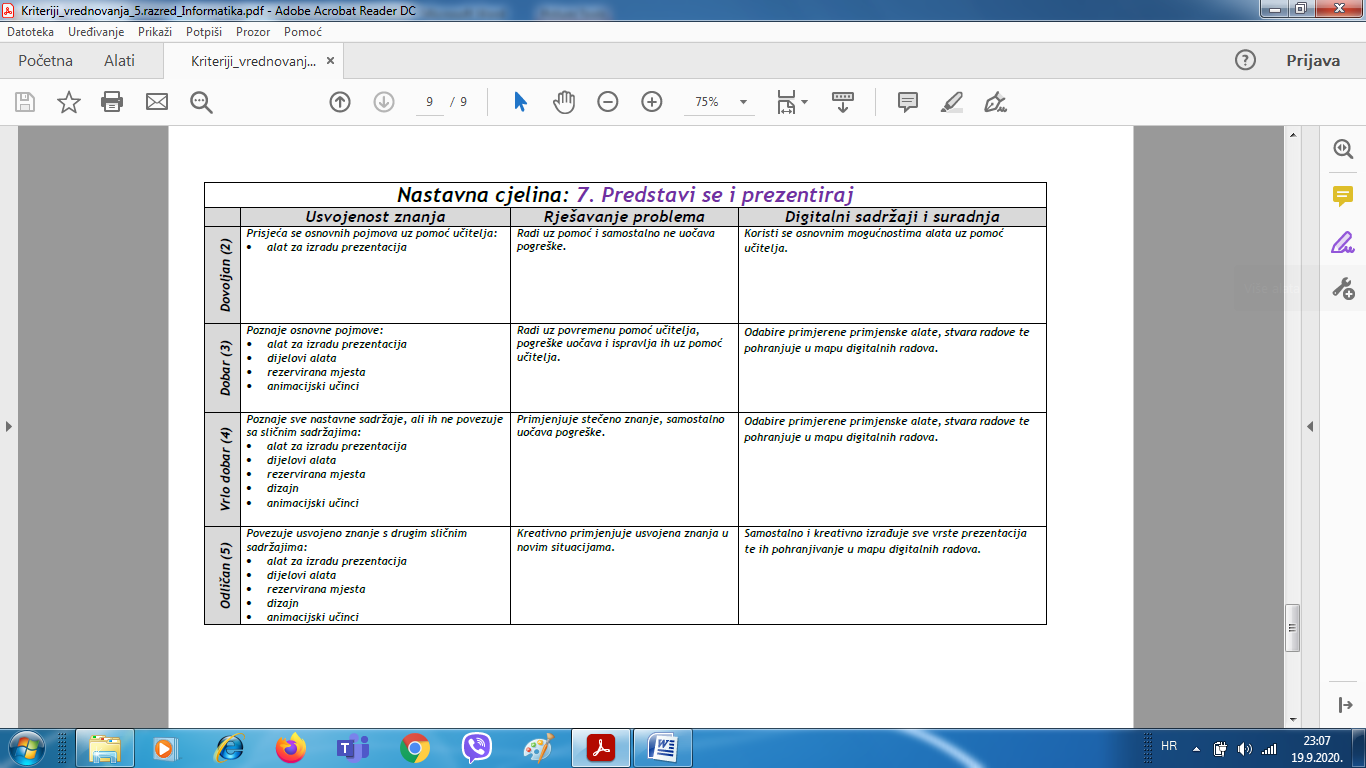 Kriteriji_vrednovanja_5.razred_Informatika.pdf - Adobe Acrobat Reader DC
Datoteka Uređivanje Prikaži Potpiši Prozor Pomoć
Početna Alati Kriteriji_vrednovanj... × Prijava
9 / 9 75%
Nastavna cjelina: 7. Predstavi se i prezentiraj
Usvojenost znanja Rješavanje problema Digitalni sadržaji i suradnja
Dovoljan (2)
Prisjeća se osnovnih pojmova uz pomoć učitelja:
• alat za izradu prezentacija
Radi uz pomoć i samostalno ne uočava
pogreške.
Koristi se osnovnim mogućnostima alata uz pomoć
učitelja.
Dobar (3)
Poznaje osnovne pojmove:
• alat za izradu prezentacija
• dijelovi alata
• rezervirana mjesta
• animacijski učinci
Radi uz povremenu pomoć učitelja,
pogreške uočava i ispravlja ih uz pomoć
učitelja.
Odabire primjerene primjenske alate, stvara radove te
pohranjuje u mapu digitalnih radova.
Vrlo dobar (4)
Poznaje sve nastavne sadržaje, ali ih ne povezuje
sa sličnim sadržajima:
• alat za izradu prezentacija
• dijelovi alata
• rezervirana mjesta
• dizajn
• animacijski učinci
Primjenjuje stečeno znanje, samostalno
uočava pogreške.
Odabire primjerene primjenske alate, stvara radove te
pohranjuje u mapu digitalnih radova.
Odličan (5)
Povezuje usvojeno znanje s drugim sličnim
sadržajima:
• alat za izradu prezentacija
• dijelovi alata
• rezervirana mjesta
• dizajn
• animacijski učinci
Kreativno primjenjuje usvojena znanja u
novim situacijama.
Samostalno i kreativno izrađuje sve vrste prezentacija
te ih pohranjivanje u mapu digitalnih radova.
HR
23:07
19.9.2020.